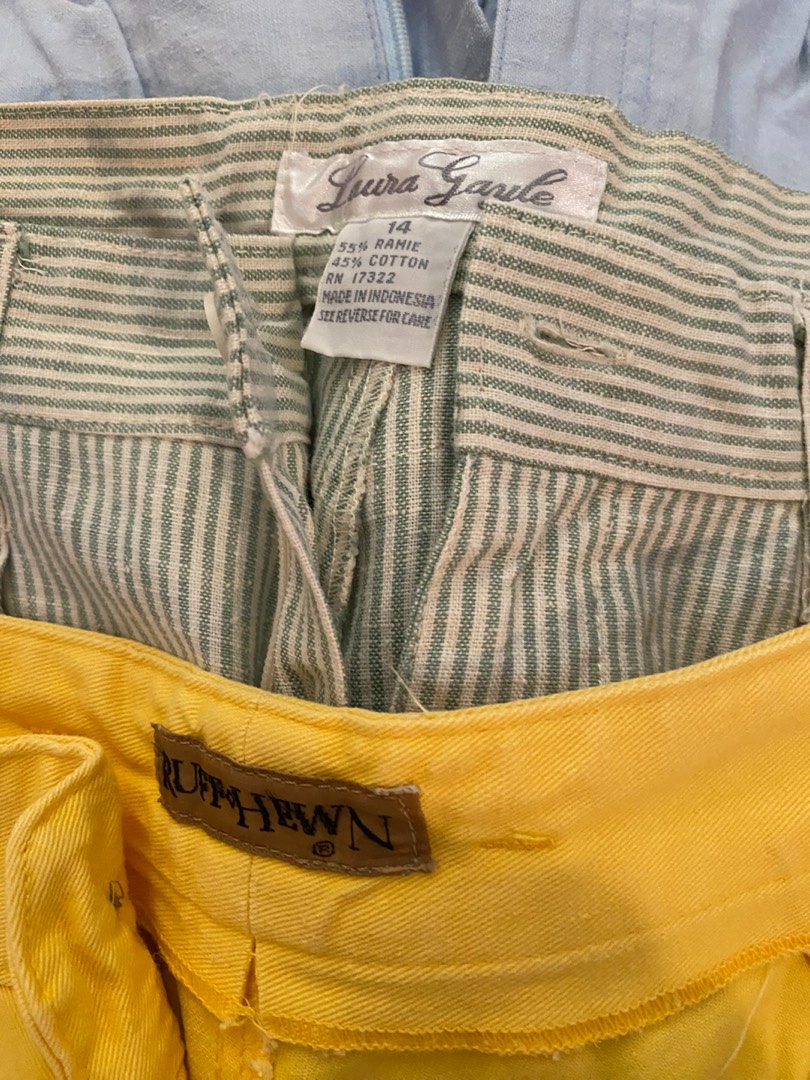 Laura Gayle
14
55% RAMIE
45% COTTON
RN 17322
MADE IN INDONESIA
SEE REVERSE FOR CARE
RUFF HEWN
®